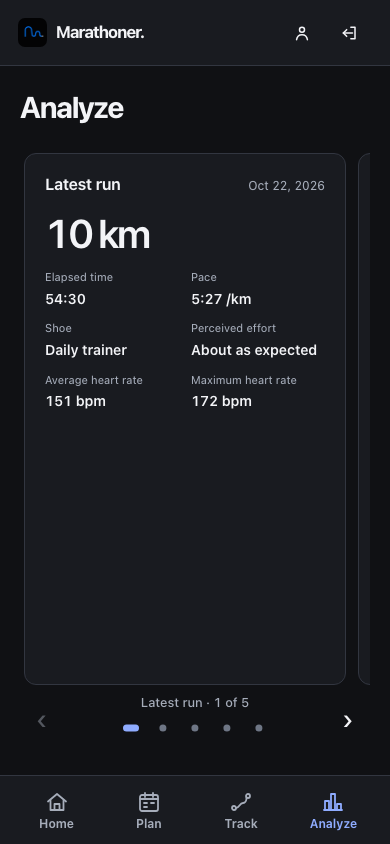 Marathoner.
Analyze
Latest run
Oct 22, 2026
10 km
Elapsed time
Pace
54:30
5:27 /km
Shoe
Perceived effort
Daily trainer
About as expected
Average heart rate
Maximum heart rate
151 bpm
172 bpm
Latest run · 1 of 5
Home
Plan
Track
Analyze